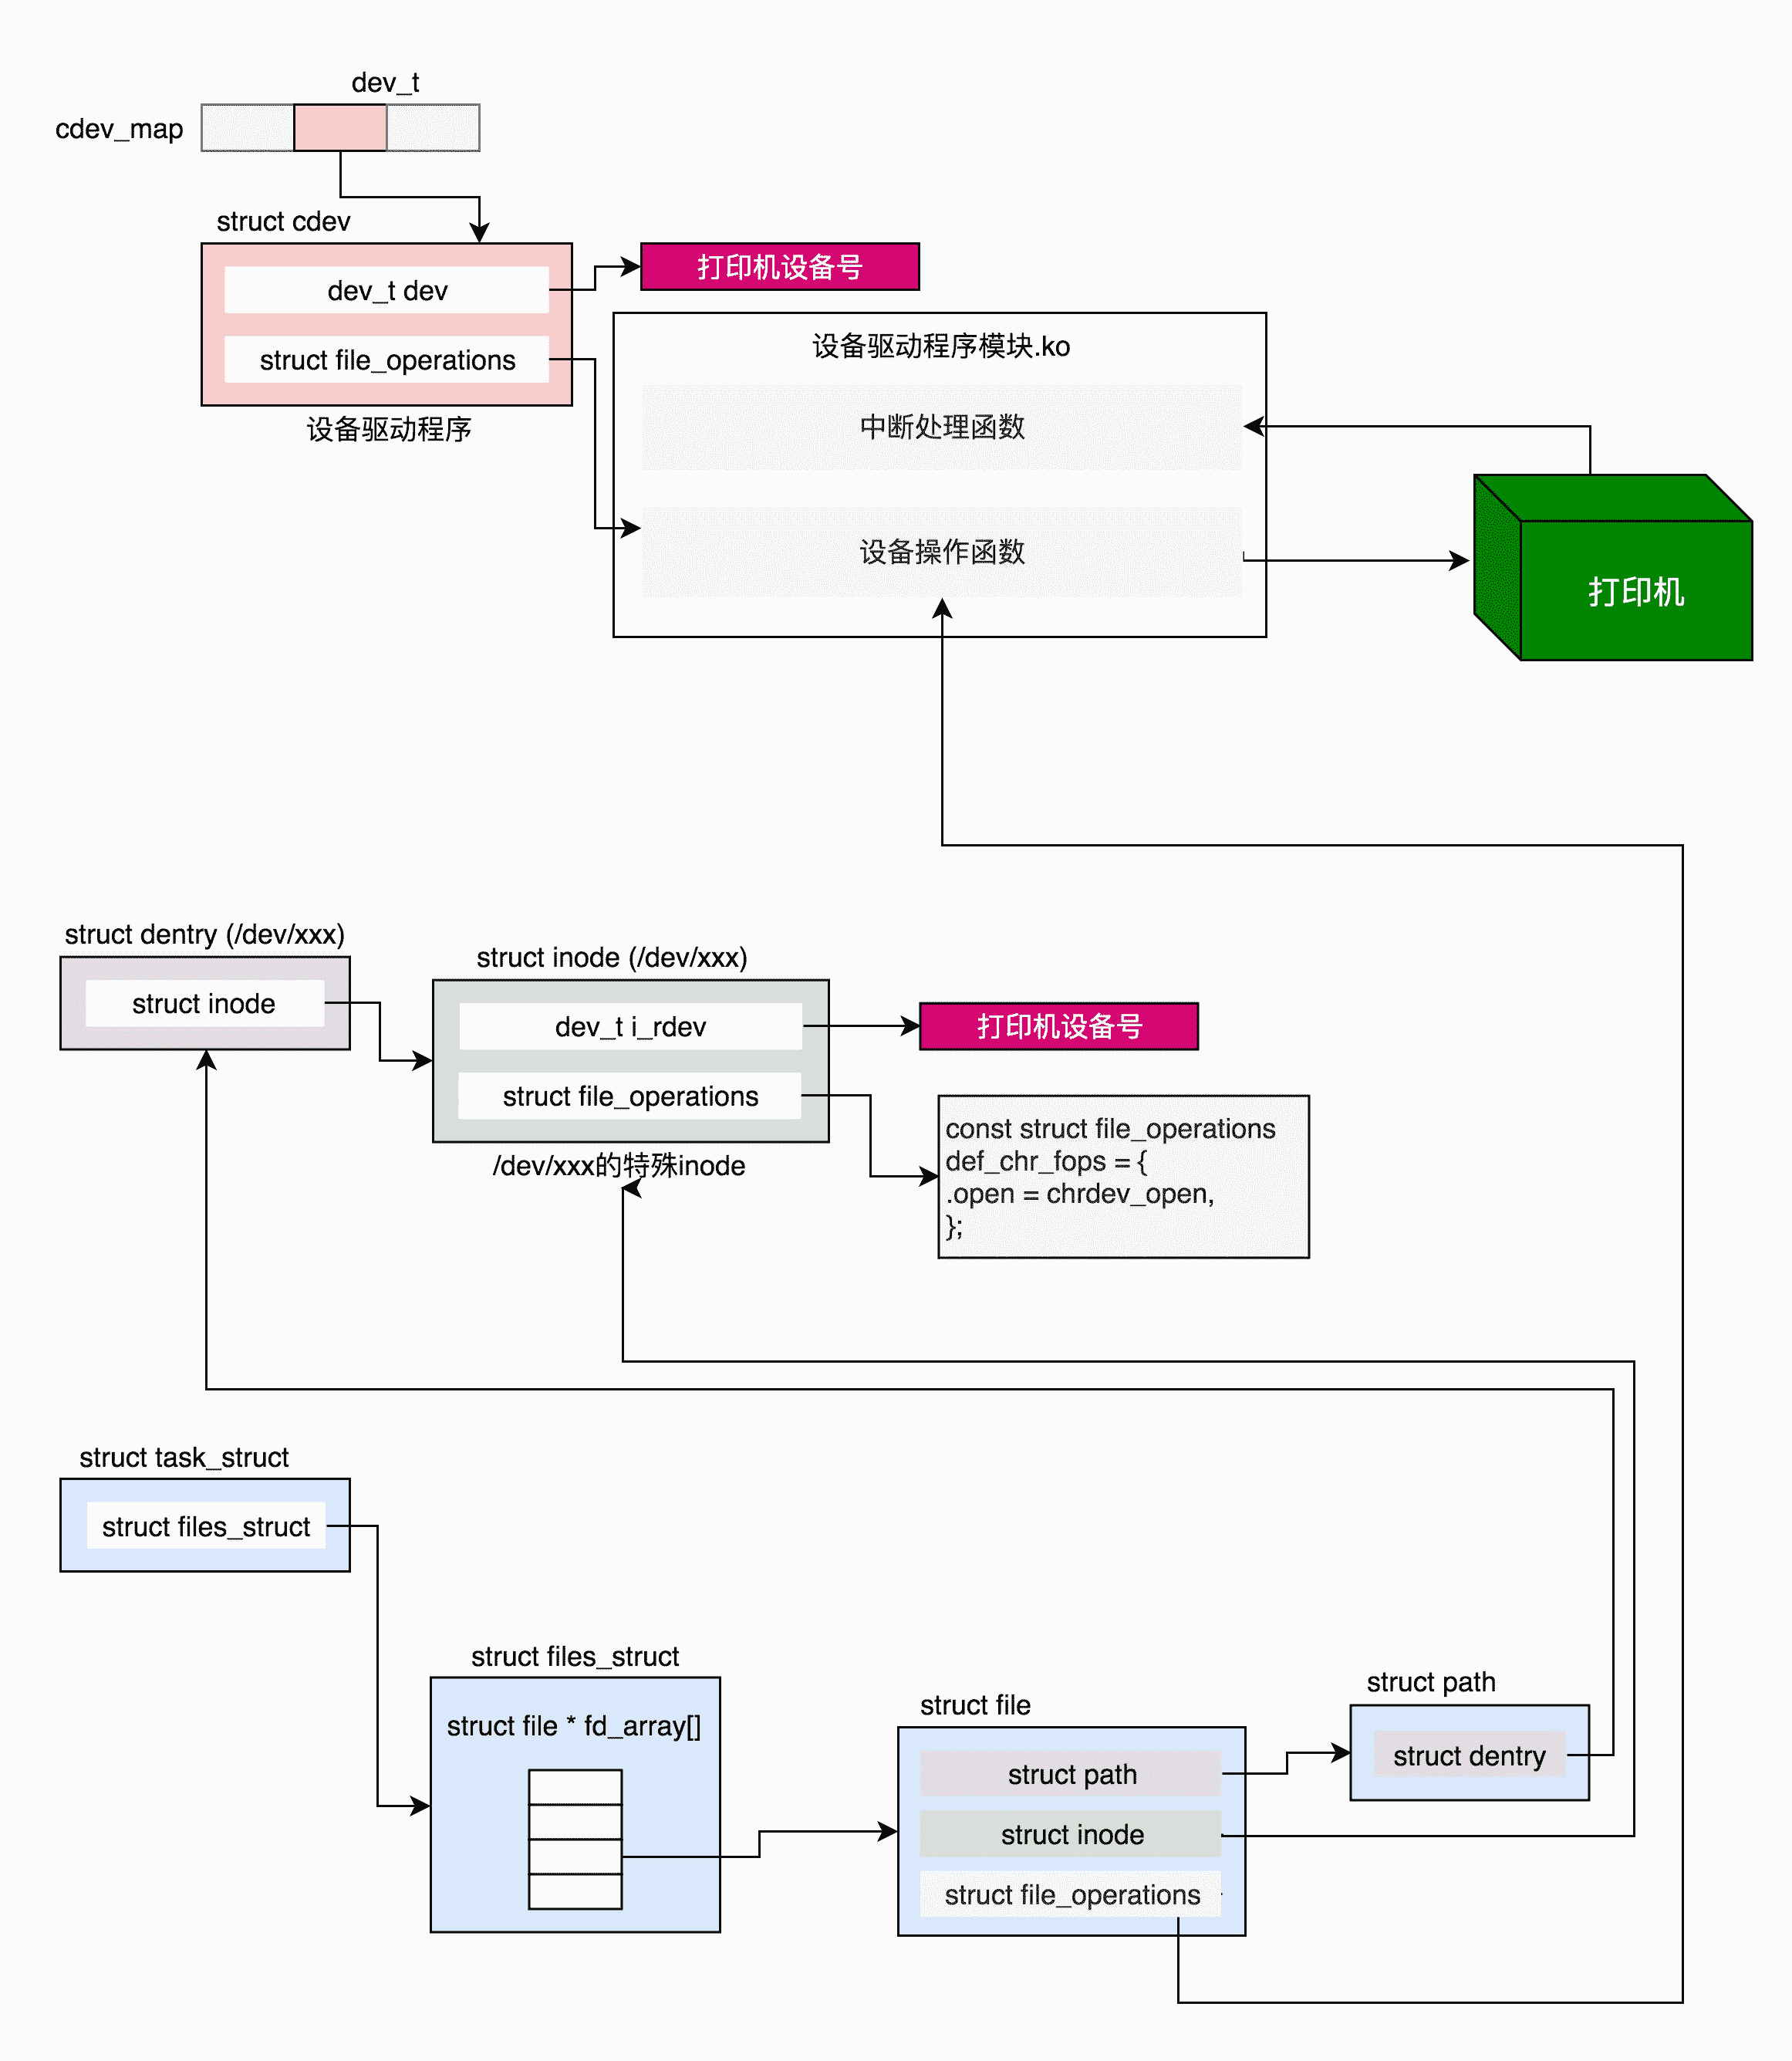 dev_t
cdev_map
struct cdev
dev_t dev
打印机设备号
struct file_operations
设备驱动程序
设备驱动程序模块.ko
中断处理函数
设备操作函数
打印机
struct dentry (/dev/xxx)
struct inode
struct inode (/dev/xxx)
dev_t i_rdev
打印机设备号
struct file_operations
/dev/xxx的特殊inode
const struct file_operations
def_chr_fops = {
.open = chrdev_open,
};
struct task_struct
struct files_struct
struct files_struct
struct file * fd_array[]
struct file
struct path
struct inode
struct file_operations
struct path
struct dentry